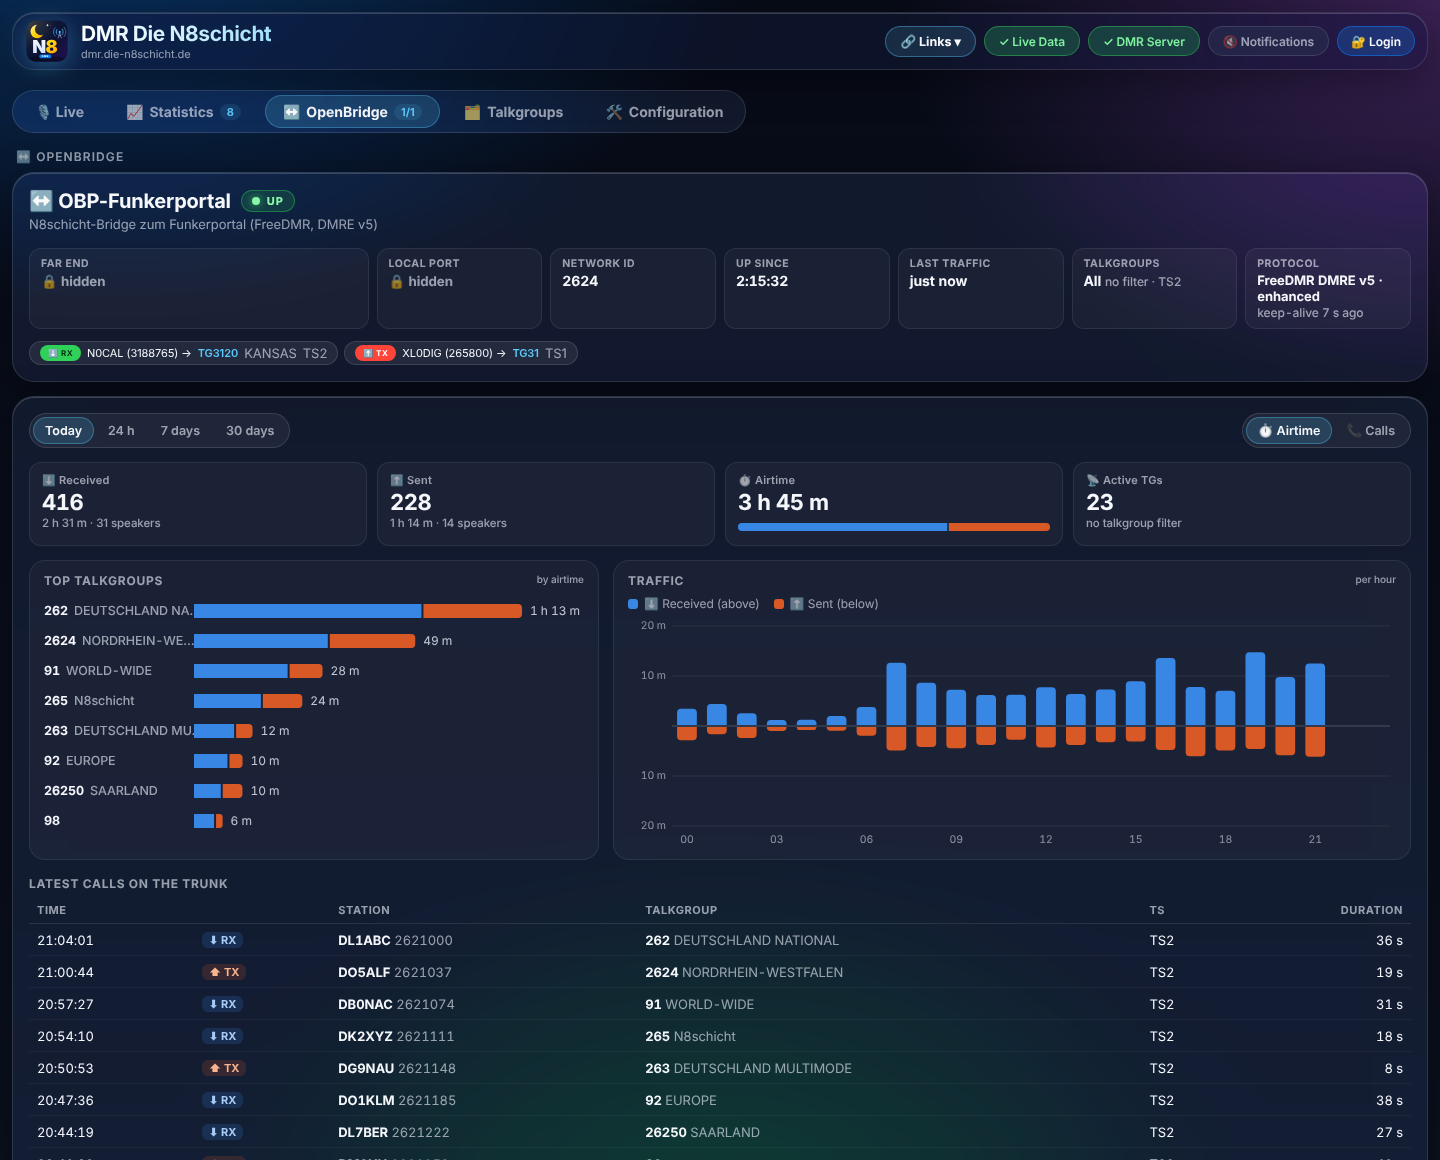 N8
DMR Die N8schicht
dmr.die-n8schicht.de
Links ▾
✓ Live Data
✓ DMR Server
Notifications
Login
Live
Statistics 8
OpenBridge 1/1
Talkgroups
Configuration
OPENBRIDGE
OBP-Funkerportal
UP
N8schicht-Bridge zum Funkerportal (FreeDMR, DMRE v5)
FAR END
hidden
LOCAL PORT
hidden
NETWORK ID
2624
UP SINCE
2:15:32
LAST TRAFFIC
just now
TALKGROUPS
All no filter · TS2
PROTOCOL
FreeDMR DMRE v5 ·
enhanced
keep-alive 7 s ago
RX N0CAL (3188765) → TG3120 KANSAS TS2
TX XL0DIG (265800) → TG31 TS1
Today
24 h
7 days
30 days
Airtime
Calls
Received
416
2 h 31 m · 31 speakers
Sent
228
1 h 14 m · 14 speakers
Airtime
3 h 45 m
Active TGs
23
no talkgroup filter
TOP TALKGROUPS
by airtime
262 DEUTSCHLAND NA. 1 h 13 m
2624 NORDRHEIN-WE... 49 m
91 WORLD-WIDE 28 m
265 N8schicht 24 m
263 DEUTSCHLAND MU. 12 m
92 EUROPE 10 m
26250 SAARLAND 10 m
98 6 m
TRAFFIC
per hour
Received (above)
Sent (below)
20 m
10 m
10 m
20 m
00 03 06 09 12 15 18 21
LATEST CALLS ON THE TRUNK
TIME STATION TALKGROUP TS DURATION
21:04:01 RX DL1ABC 2621000 262 DEUTSCHLAND NATIONAL TS2 36 s
21:00:44 TX DO5ALF 2621037 2624 NORDRHEIN-WESTFALEN TS2 19 s
20:57:27 RX DB0NAC 2621074 91 WORLD-WIDE TS2 31 s
20:54:10 RX DK2XYZ 2621111 265 N8schicht TS2 18 s
20:50:53 TX DG9NAU 2621148 263 DEUTSCHLAND MULTIMODE TS2 8 s
20:47:36 RX DO1KLM 2621185 92 EUROPE TS2 38 s
20:44:19 RX DL7BER 2621222 26250 SAARLAND TS2 27 s